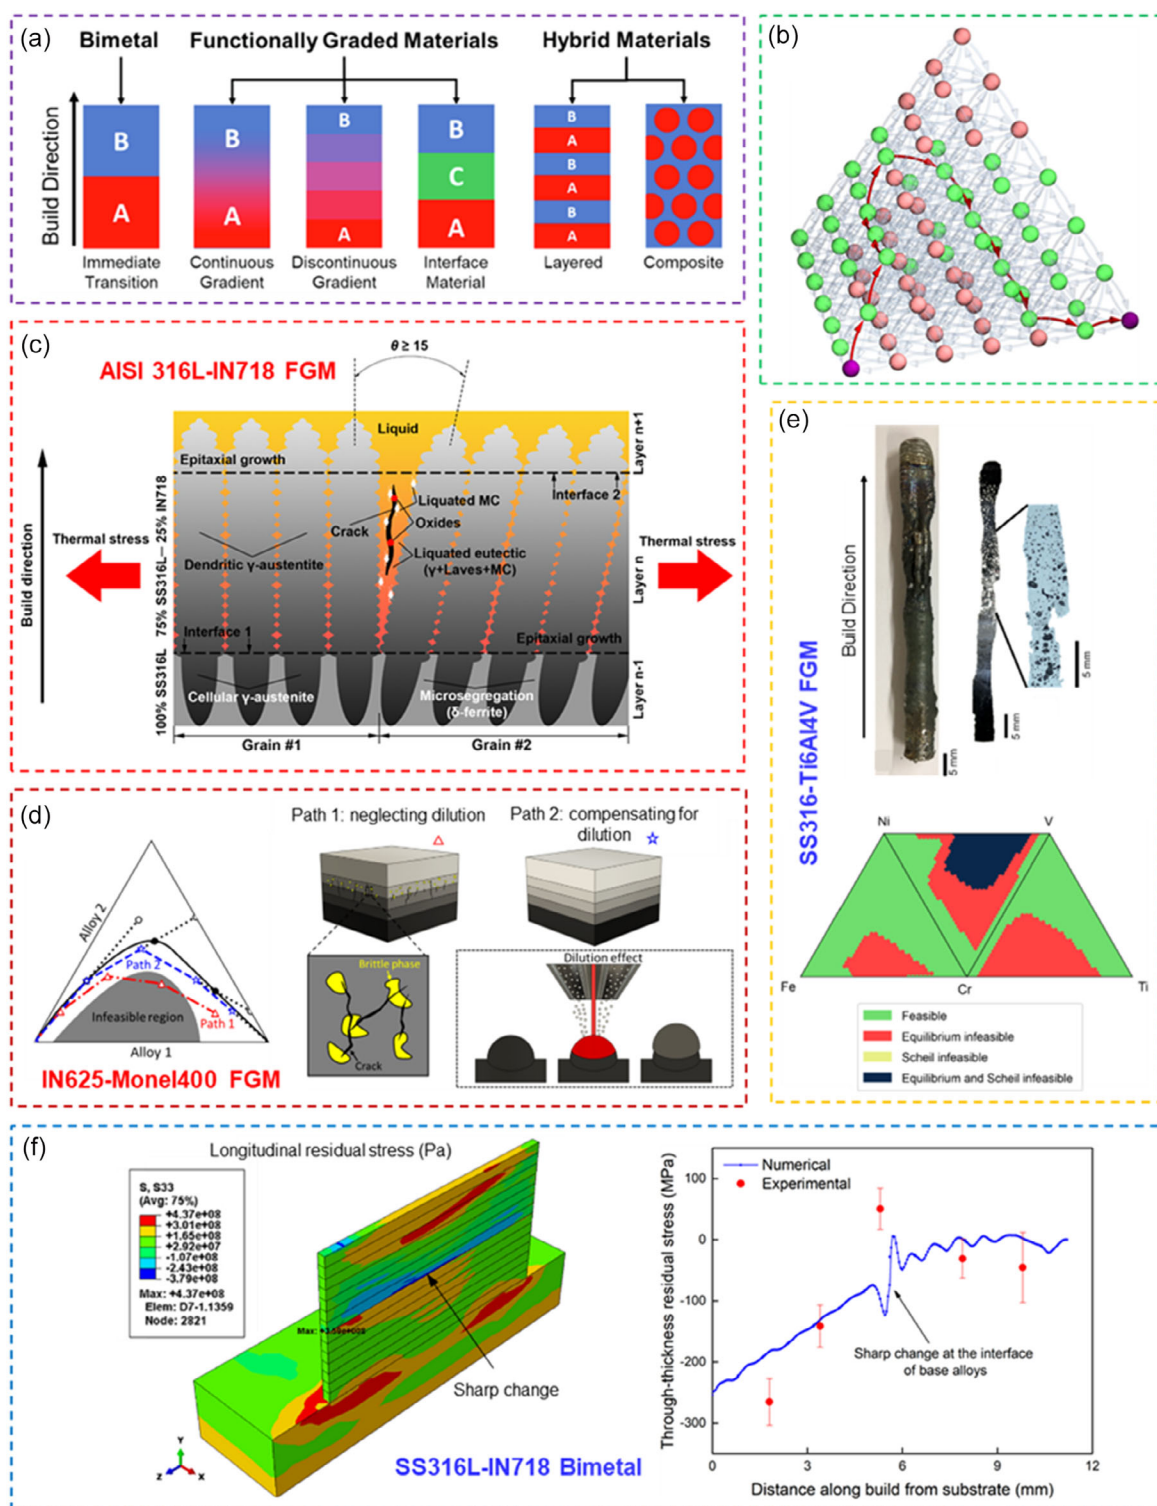 (a)
Bimetal
Functionally Graded Materials
Hybrid Materials
Build Direction
B
A
B
A
B
A
B
C
A
B
A
B
A
B
A
Immediate
Transition
Continuous
Gradient
Discontinuous
Gradient
Interface
Material
Layered
Composite
(b)
(c)
AISI 316L-IN718 FGM
θ ≥ 15
Liquid
Epitaxial growth
Interface 2
Liquated MC
Crack
Oxides
Liquated eutectic
(γ+Laves+MC)
Dendritic γ-austentite
Interface 1
Epitaxial growth
Cellular γ-austenite
Microsegregation
(δ-ferrite)
Grain #1
Grain #2
Thermal stress
Thermal stress
Build direction
100% SS316L
75% SS316L — 25% IN718
Layer n+1
Layer n
Layer n-1
(d)
Path 1: neglecting dilution
Path 2: compensating for
dilution
Alloy 2
Path 2
Infeasible region
Path 1
Alloy 1
Brittle phase
Crack
Dilution effect
IN625-Monel400 FGM
(e)
Build Direction
5 mm
5 mm
5 mm
SS316-Ti6Al4V FGM
Ni
V
Fe
Cr
Ti
Feasible
Equilibrium infeasible
Scheil infeasible
Equilibrium and Scheil infeasible
(f)
Longitudinal residual stress (Pa)
S, S33
(Avg: 75%)
+4.37e+08
+3.01e+08
+1.65e+08
+2.92e+07
-1.07e+08
-2.43e+08
-3.79e+08
Max: +4.37e+08
Elem: D7-1.1359
Node: 2821
Max:
Sharp change
Y
Z
X
SS316L-IN718 Bimetal
Through-thickness residual stress (MPa)
100
0
-100
-200
-300
Numerical
Experimental
Sharp change at the interface
of base alloys
0
3
6
9
12
Distance along build from substrate (mm)